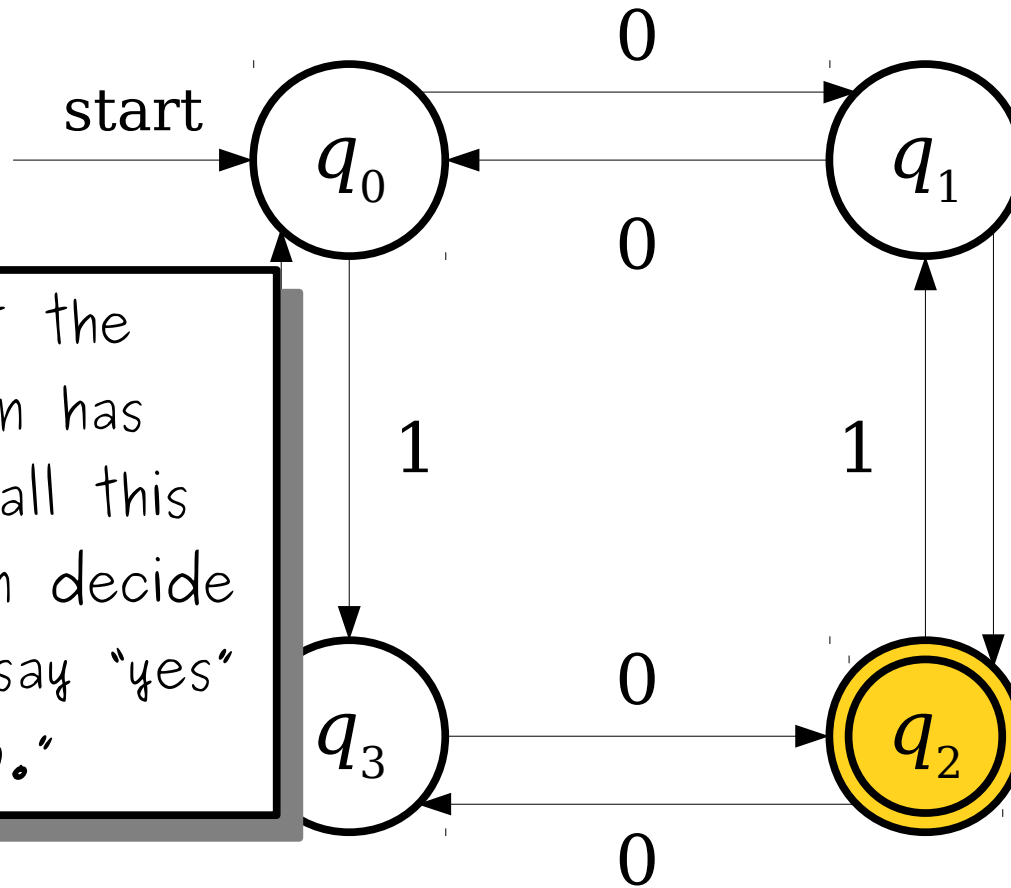 0
start
q0
q1
0
the
has
all this
1
1
decide
say “yes”
0
q3
q2
0